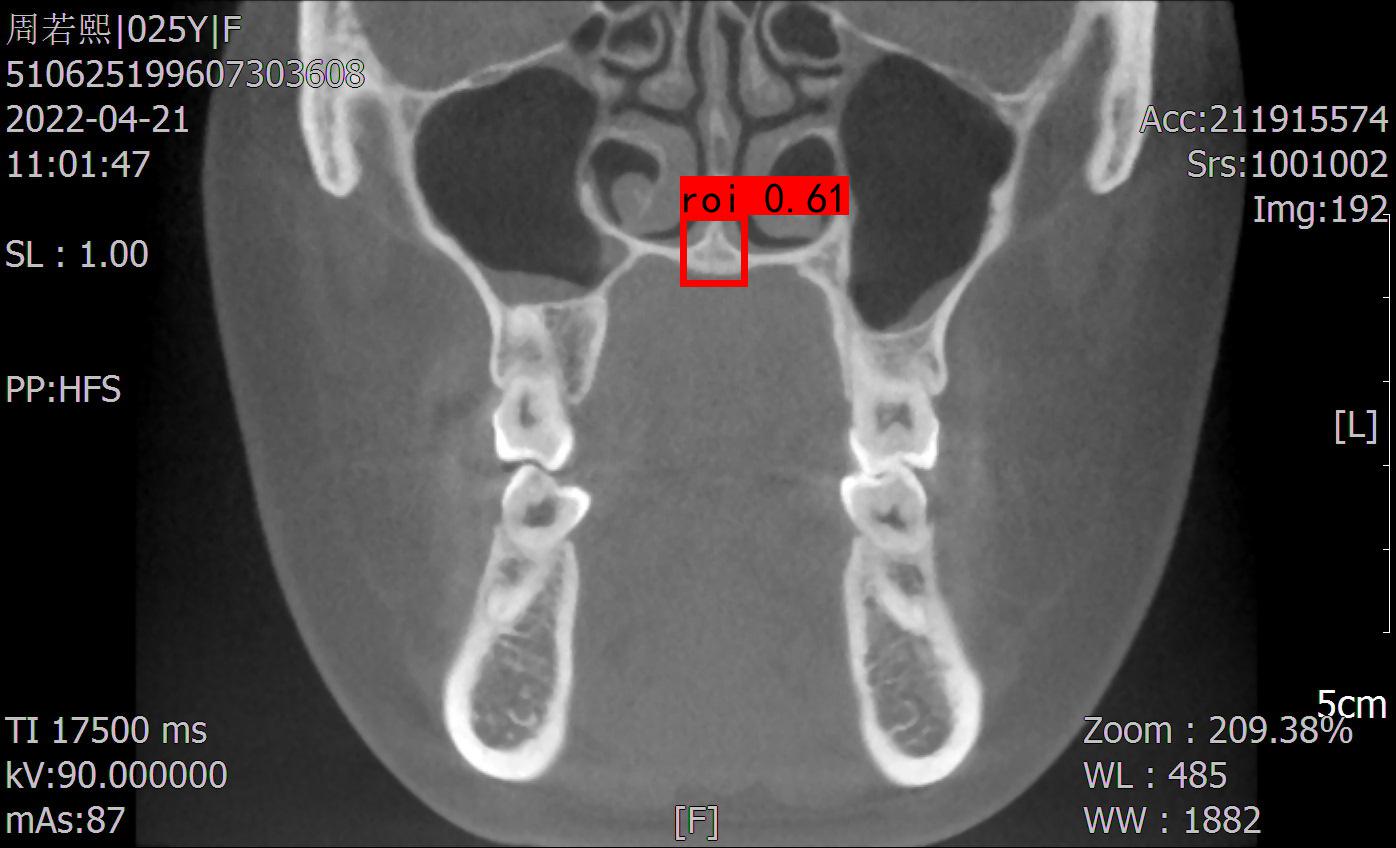 周若熙|025Y|F
510625199607303608
2022-04-21
11:01:47
SL : 1.00
PP:HFS
Acc:211915574
Srs:1001002
Img:192
roi 0.61
[L]
5cm
TI 17500 ms
kV:90.000000
mAs:87
[F]
Zoom : 209.38%
WL : 485
WW : 1882